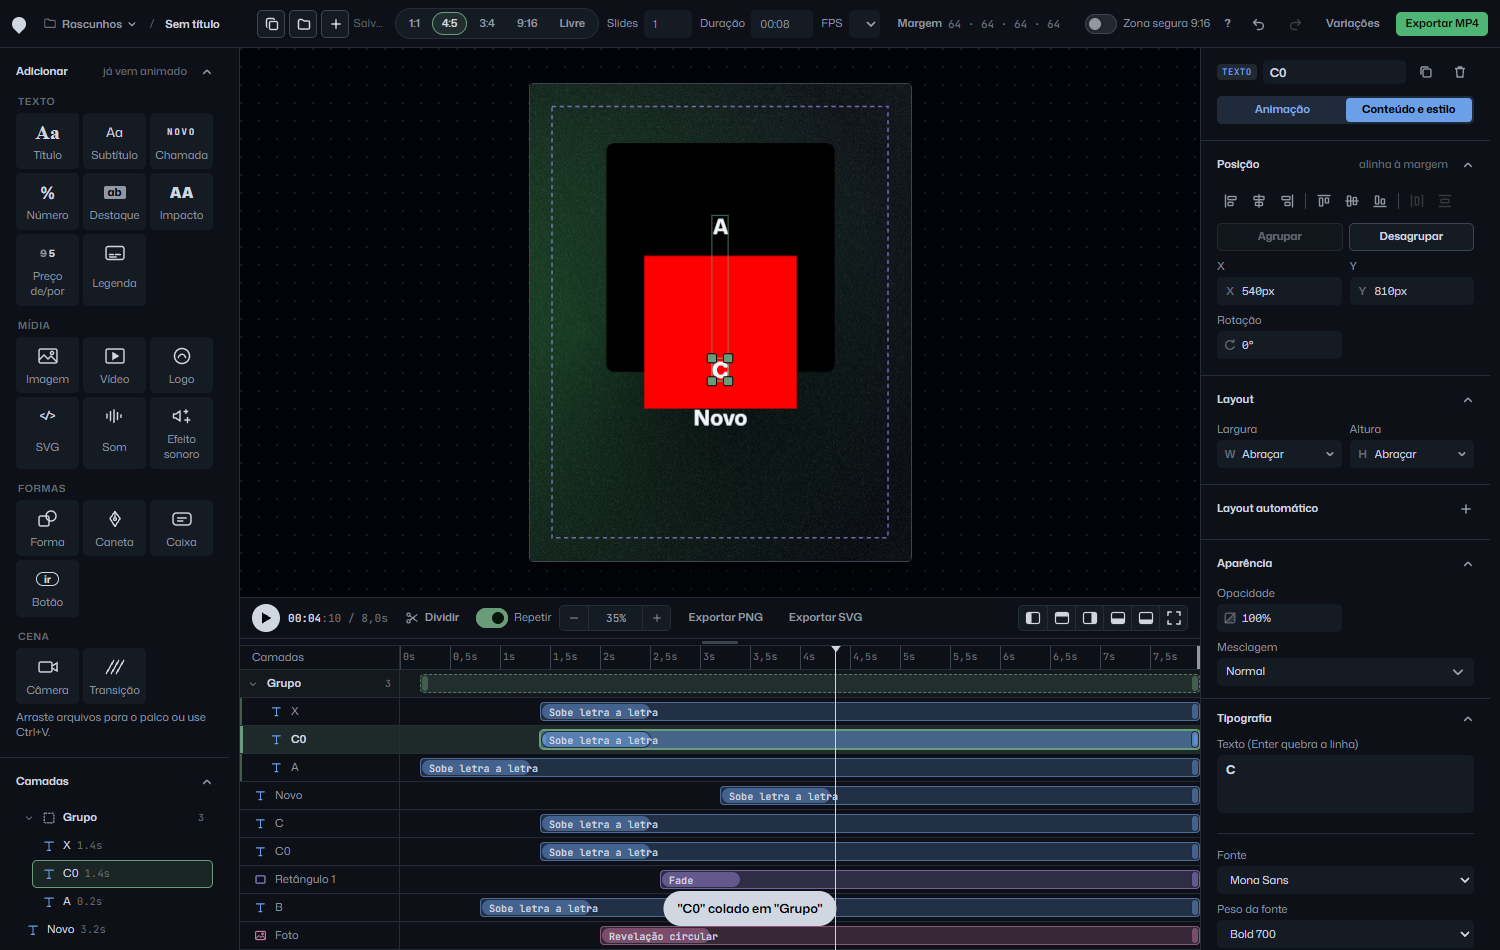 Rascunhos / Sem título
Salv...
1:1 4:5 3:4 9:16 Livre
Slides 1
Duração 00:08
FPS
Margem 64 · 64 · 64 · 64
Zona segura 9:16 ?
Variações
Exportar MP4
Adicionar já vem animado
TEXTO
Aa Aa NOVO
Título Subtítulo Chamada
% ab AA
Número Destaque Impacto
95
Preço de/por Legenda
MÍDIA
Imagem Vídeo Logo
</>
SVG Som Efeito sonoro
FORMAS
Forma Caneta Caixa
ir
Botão
CENA
Câmera Transição
Arraste arquivos para o palco ou use
Ctrl+V.
Camadas
Grupo 3
X 1.4s
C0 1.4s
A 0.2s
Novo 3.2s
A
C
Novo
00:04:10 / 8,0s
Dividir
Repetir
− 35% +
Exportar PNG
Exportar SVG
Camadas
0s 0,5s 1s 1,5s 2s 2,5s 3s 3,5s 4s 4,5s 5s 5,5s 6s 6,5s 7s 7,5s
Grupo 3
X Sobe letra a letra
C0 Sobe letra a letra
A Sobe letra a letra
Novo Sobe letra a letra
C Sobe letra a letra
C0 Sobe letra a letra
Retângulo 1 Fade
B Sobe letra a letra
Foto Revelação circular
"C0" colado em "Grupo"
TEXTO C0
Animação Conteúdo e estilo
Posição alinha à margem
Agrupar Desagrupar
X Y
X 540px Y 810px
Rotação
0°
Layout
Largura Altura
W Abraçar H Abraçar
Layout automático +
Aparência
Opacidade
100%
Mesclagem
Normal
Tipografia
Texto (Enter quebra a linha)
C
Fonte
Mona Sans
Peso da fonte
Bold 700